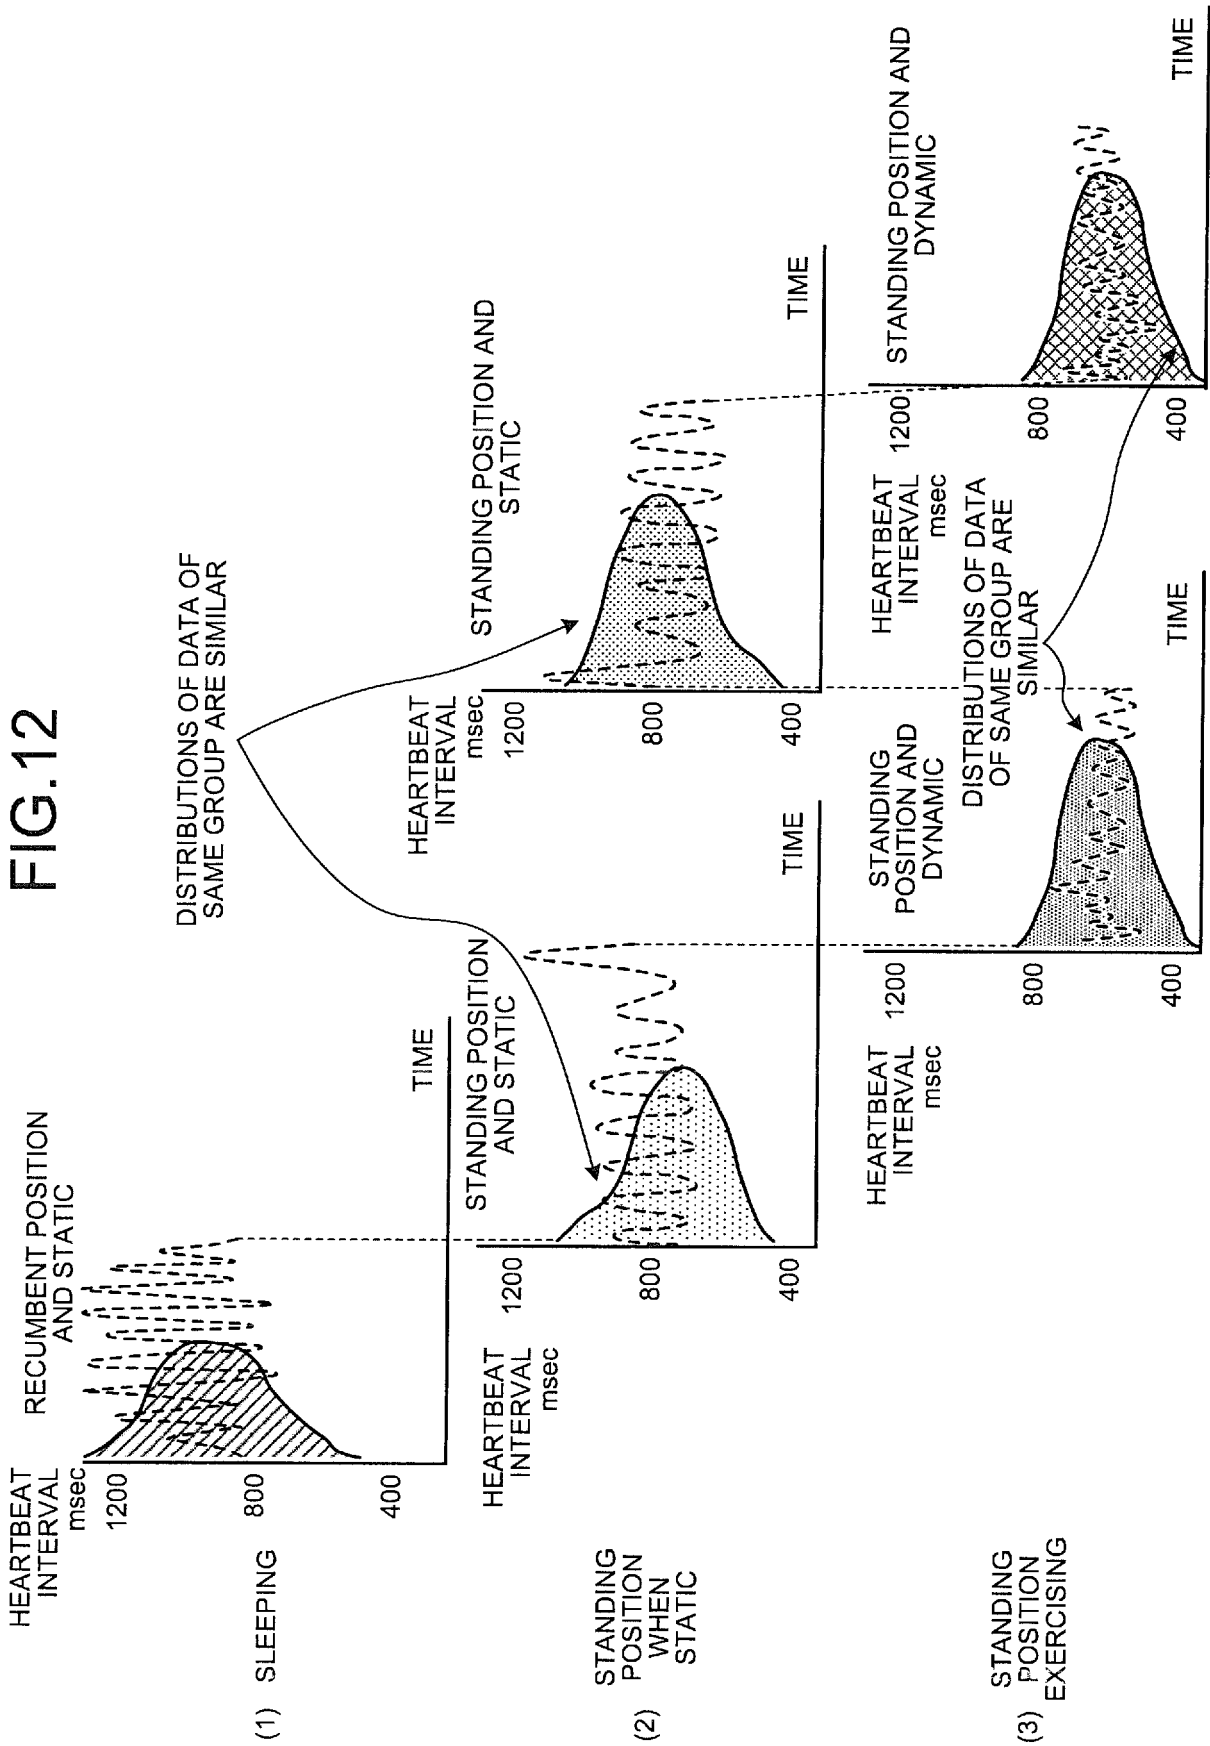 FIG.12
HEARTBEAT
INTERVAL
msec
RECUMBENT POSITION
AND STATIC
1200
800
400
TIME
(1) SLEEPING
DISTRIBUTIONS OF DATA OF
SAME GROUP ARE SIMILAR
HEARTBEAT
INTERVAL
msec
STANDING POSITION
AND STATIC
1200
800
400
TIME
HEARTBEAT
INTERVAL
msec
STANDING POSITION AND
STATIC
1200
800
400
TIME
(2)
STANDING
POSITION
WHEN
STATIC
HEARTBEAT
INTERVAL
msec
STANDING
POSITION AND
DYNAMIC
1200
800
400
TIME
DISTRIBUTIONS OF DATA
OF SAME GROUP ARE
SIMILAR
HEARTBEAT
INTERVAL
msec
STANDING POSITION AND
DYNAMIC
1200
800
400
TIME
(3)
STANDING
POSITION
EXERCISING